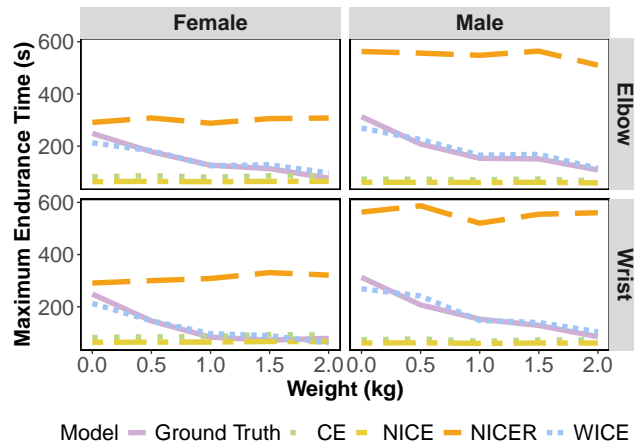 Female Male
600
400
200
Elbow
600
400
200
Wrist
Maximum Endurance Time (s)
0.0 0.5 1.0 1.5 2.0 0.0 0.5 1.0 1.5 2.0
Weight (kg)
Model Ground Truth CE NICE NICER WICE